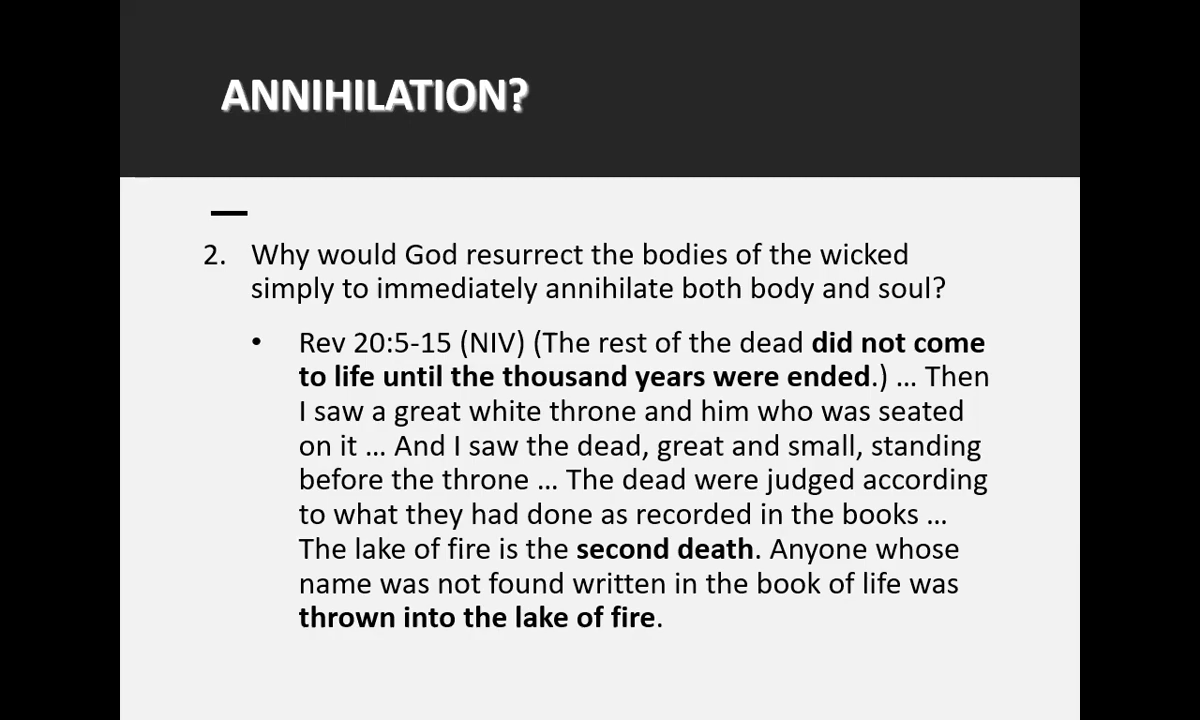 ANNIHILATION?
2. Why would God resurrect the bodies of the wicked
simply to immediately annihilate both body and soul?
• Rev 20:5-15 (NIV) (The rest of the dead did not come
to life until the thousand years were ended.) ... Then
I saw a great white throne and him who was seated
on it ... And I saw the dead, great and small, standing
before the throne ... The dead were judged according
to what they had done as recorded in the books ...
The lake of fire is the second death. Anyone whose
name was not found written in the book of life was
thrown into the lake of fire.